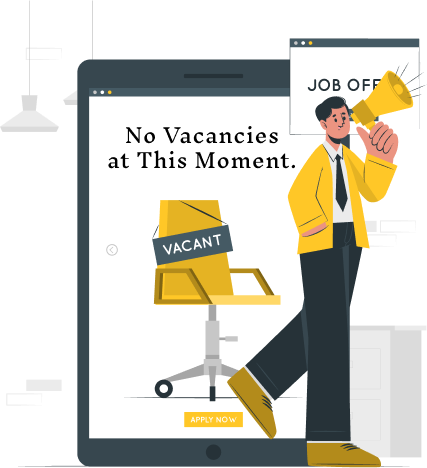 JOB OFF
No Vacancies
at This Moment.
VACANT
APPLY NOW